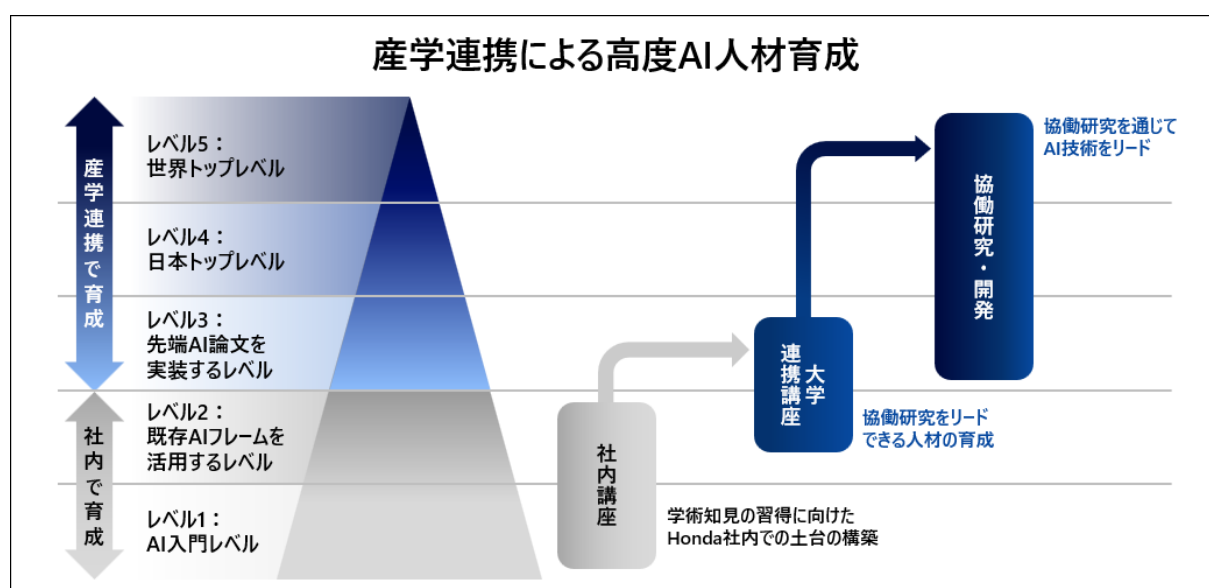 産学連携による高度AI人材育成
産学連携で育成
社内で育成
レベル5：
世界トップレベル
レベル4：
日本トップレベル
レベル3：
先端AI論文を
実装するレベル
レベル2：
既存AIフレームを
活用するレベル
レベル1：
AI入門レベル
社内講座
学術知見の習得に向けた
Honda社内での土台の構築
大学
連携講座
協働研究をリード
できる人材の育成
協働研究・開発
協働研究を通じて
AI技術をリード